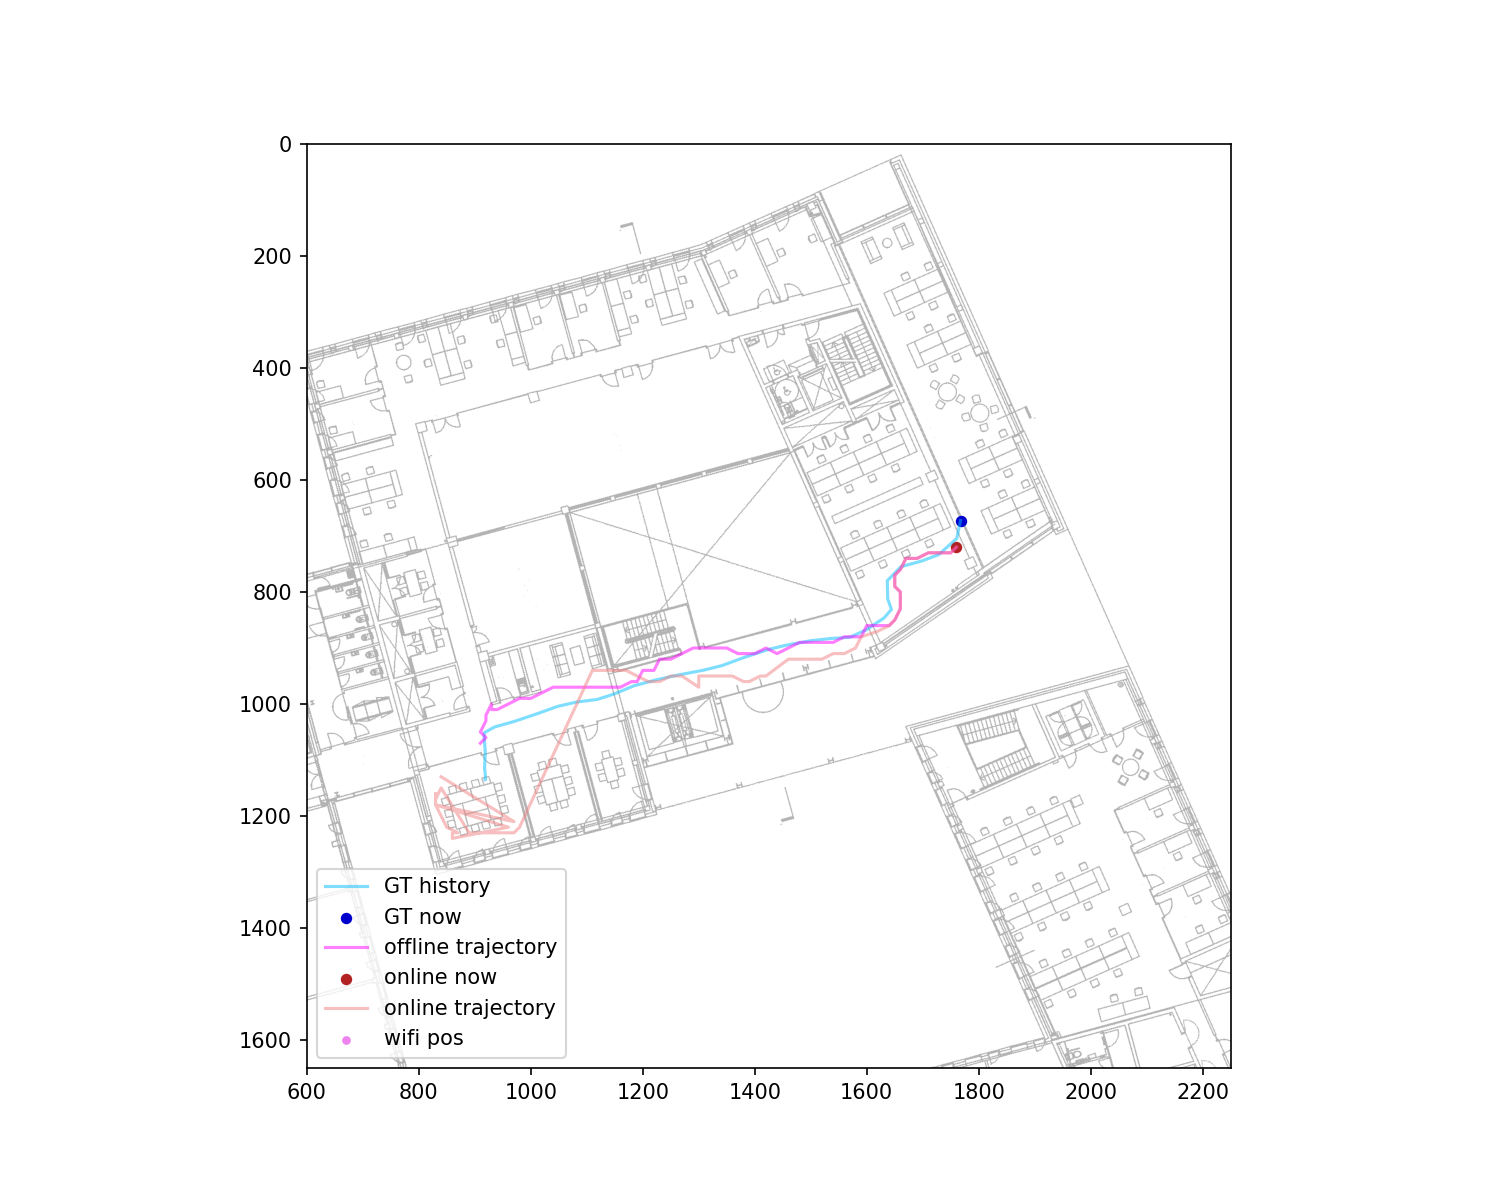 0
200
400
600
800
1000
1200
1400
1600
GT history
GT now
offline trajectory
online now
online trajectory
wifi pos
600 800 1000 1200 1400 1600 1800 2000 2200